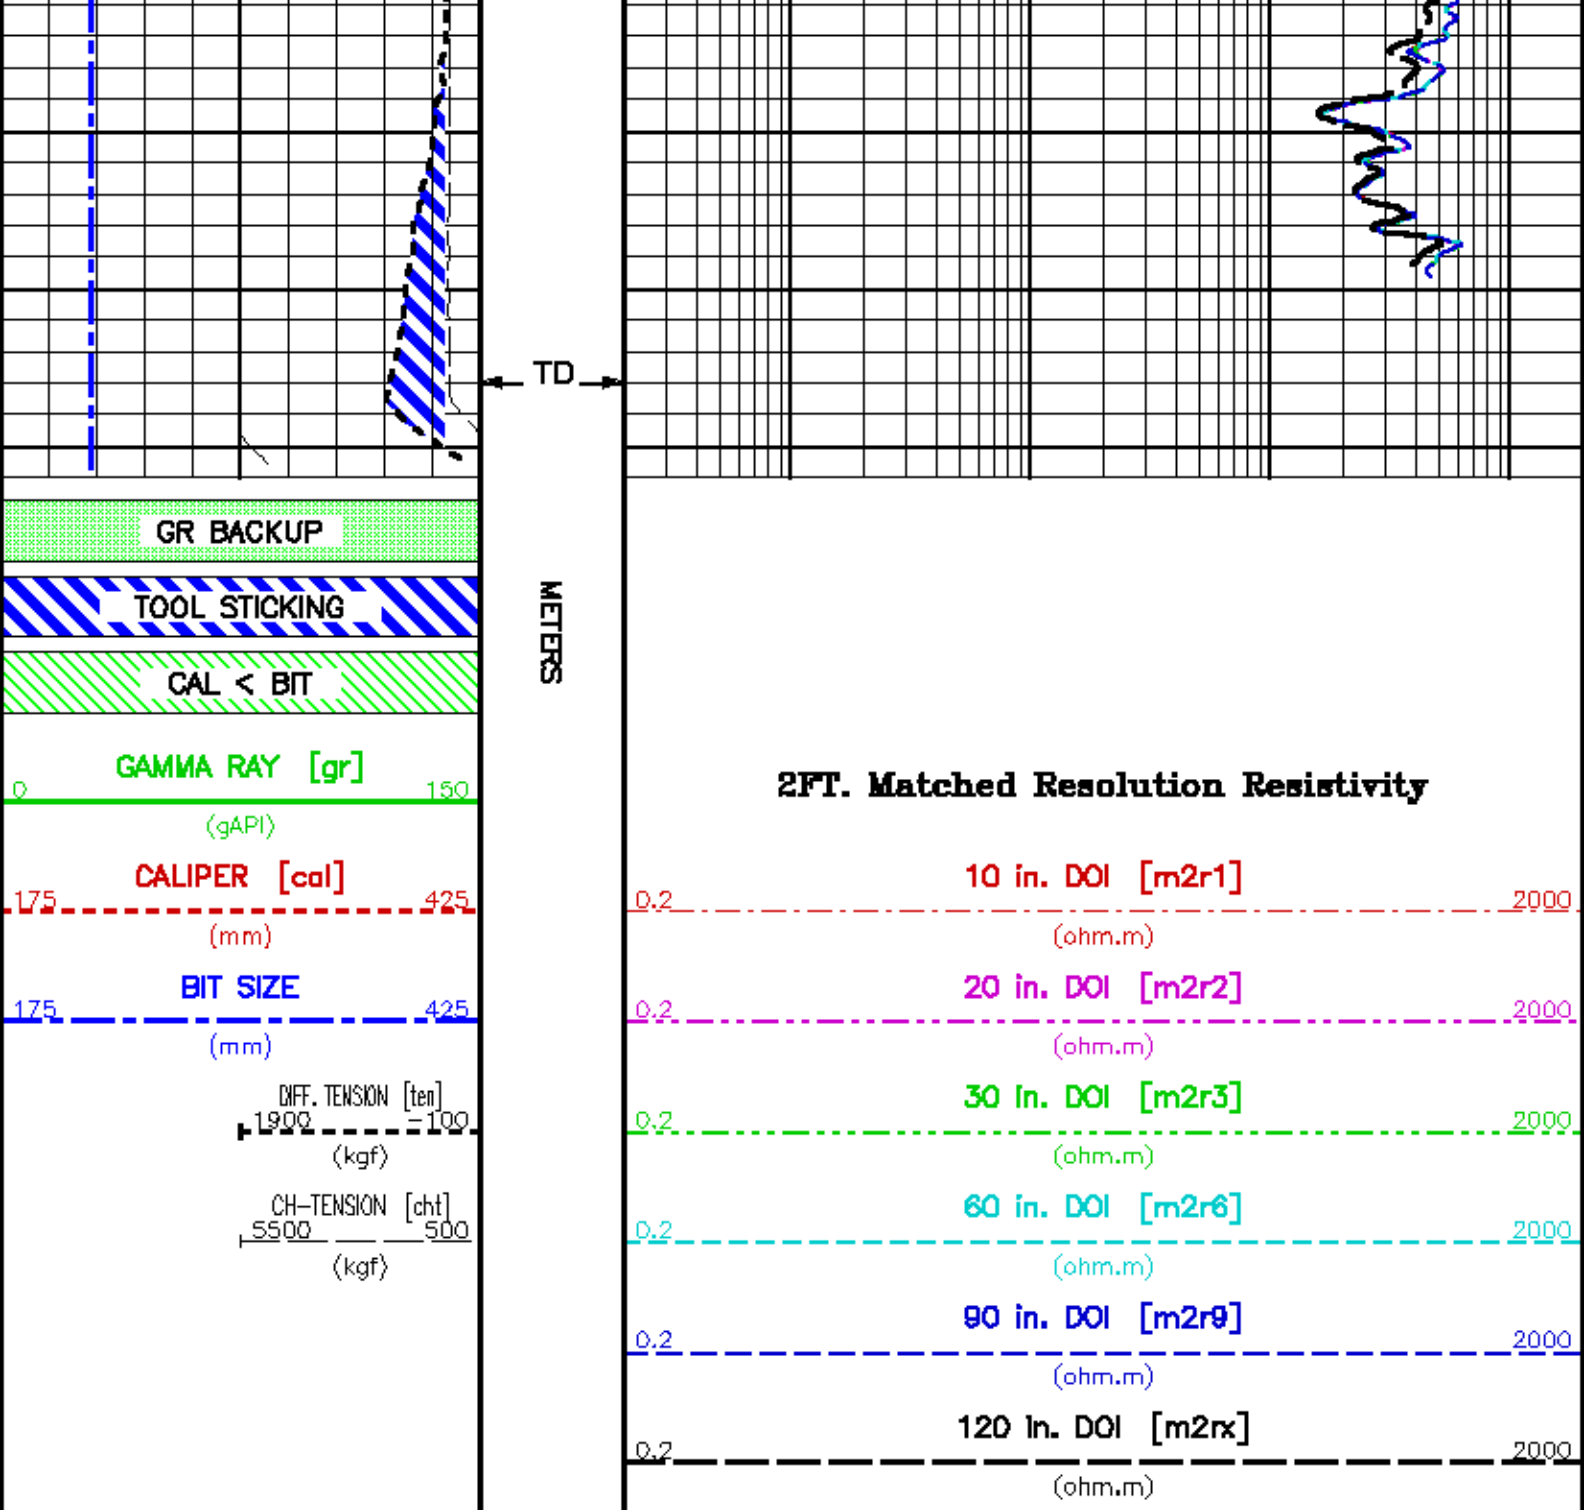 TD
GR BACKUP
TOOL STICKING
CAL < BIT
METERS
GAMMA RAY [gr]
0 150
(gAPI)
CALIPER [cal]
175 425
(mm)
BIT SIZE
175 425
(mm)
DIFF. TENSION [ten]
1900 -100
(kgf)
CH-TENSION [cht]
5500 500
(kgf)
2FT. Matched Resolution Resistivity
10 in. DOI [m2r1]
0.2 2000
(ohm.m)
20 in. DOI [m2r2]
0.2 2000
(ohm.m)
30 in. DOI [m2r3]
0.2 2000
(ohm.m)
60 in. DOI [m2r6]
0.2 2000
(ohm.m)
90 in. DOI [m2r9]
0.2 2000
(ohm.m)
120 in. DOI [m2rx]
0.2 2000
(ohm.m)